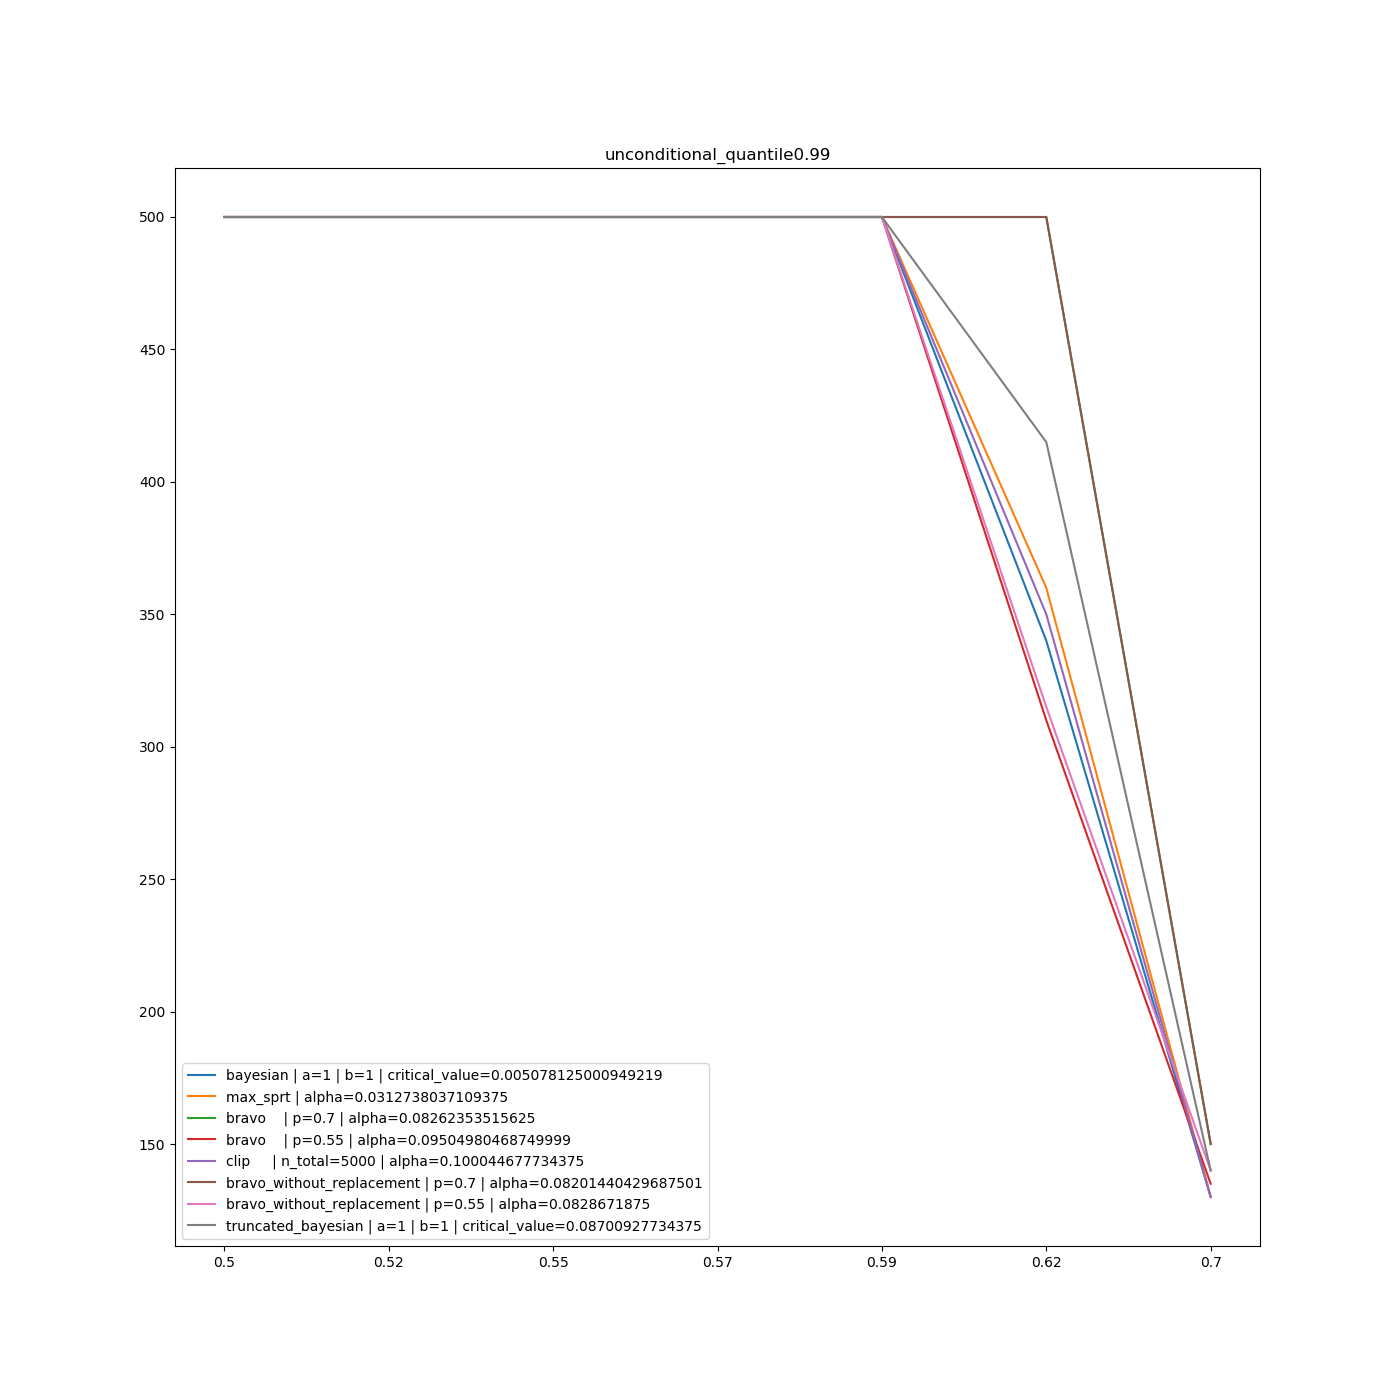 unconditional_quantile0.99
500
450
400
350
300
250
200
150
bayesian | a=1 | b=1 | critical_value=0.005078125000949219
max_sprt | alpha=0.0312738037109375
bravo    | p=0.7 | alpha=0.08262353515625
bravo    | p=0.55 | alpha=0.09504980468749999
clip     | n_total=5000 | alpha=0.100044677734375
bravo_without_replacement | p=0.7 | alpha=0.08201440429687501
bravo_without_replacement | p=0.55 | alpha=0.0828671875
truncated_bayesian | a=1 | b=1 | critical_value=0.08700927734375
0.5 0.52 0.55 0.57 0.59 0.62 0.7